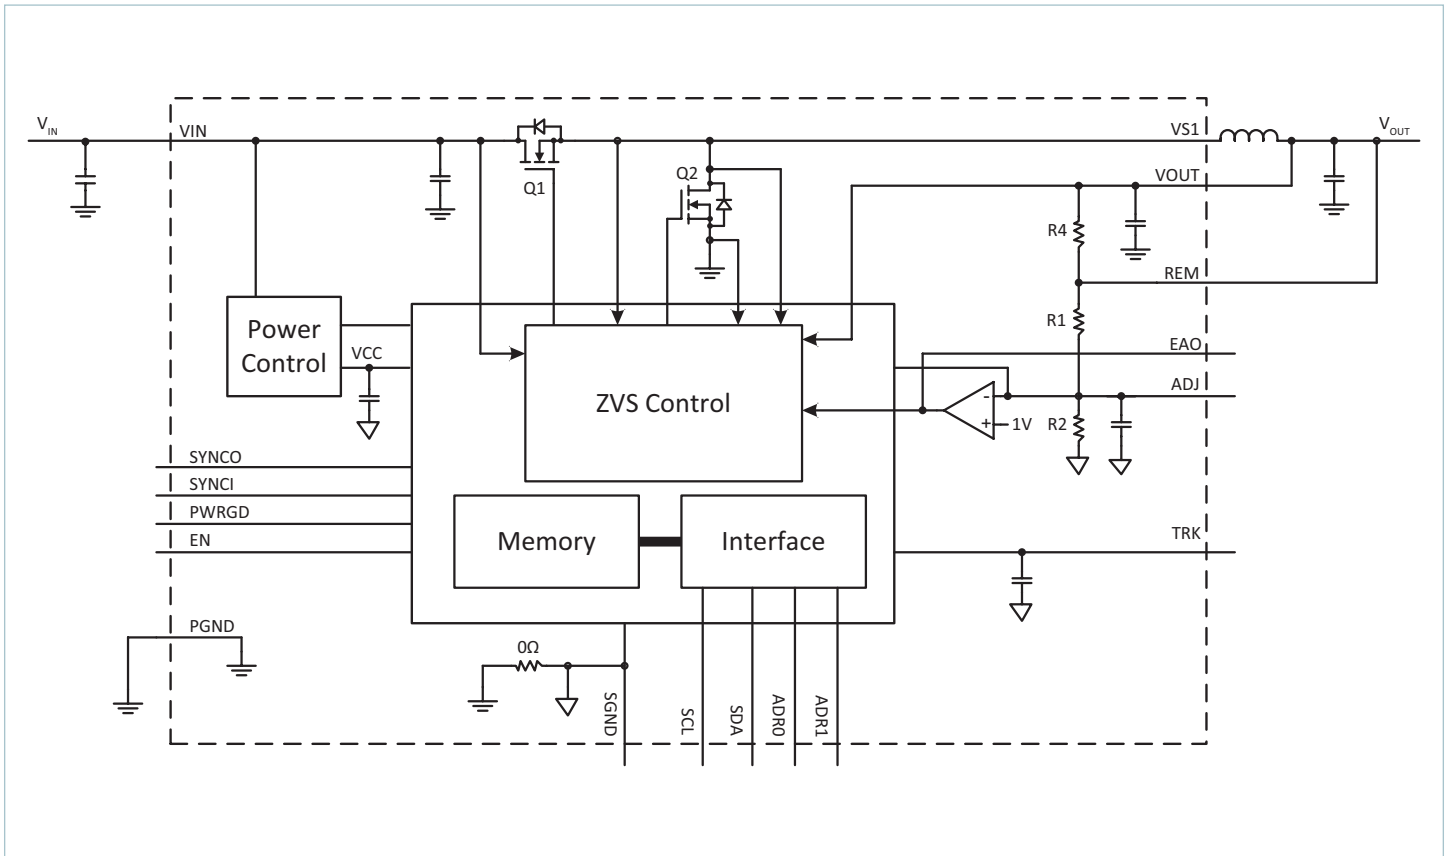 VIN
VIN
VS1
VOUT
Q1
Q2
VOUT
R4
REM
Power
Control
VCC
R1
EAO
ADJ
ZVS Control
-
+
1V
R2
SYNCO
SYNCI
PWRGD
EN
Memory
Interface
TRK
PGND
0Ω
SGND
SCL
SDA
ADR0
ADR1